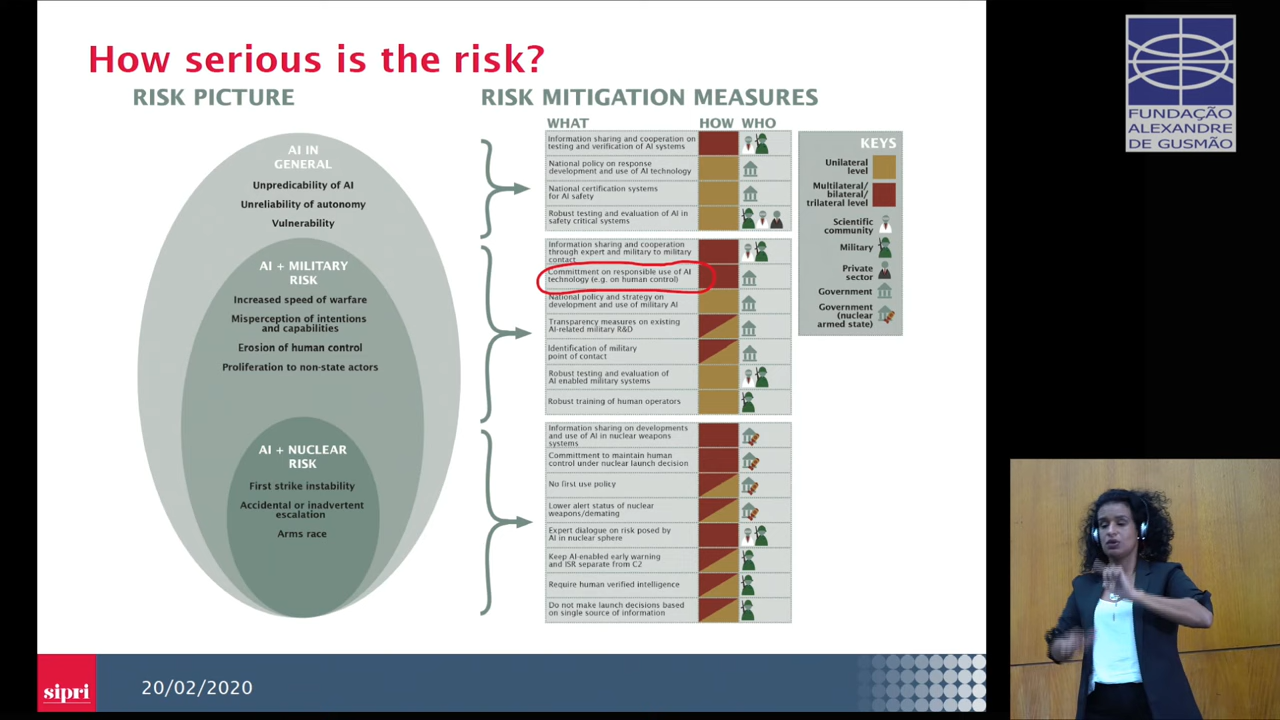 How serious is the risk?
RISK PICTURE
AI IN
GENERAL
Unpredicability of AI
Unreliability of autonomy
Vulnerability
AI + MILITARY
RISK
Increased speed of warfare
Misperception of intentions
and capabilities
Erosion of human control
Proliferation to non-state actors
AI + NUCLEAR
RISK
First strike instability
Accidental or inadvertent
escalation
Arms race
RISK MITIGATION MEASURES
WHAT HOW WHO
Information sharing and cooperation on
testing and verification of AI systems
National policy on response
development and use of AI technology
National certification systems
for AI safety
Robust testing and evaluation of AI in
safety critical systems
Information sharing and cooperation
through expert and military to military
contact
Committment on responsible use of AI
technology (e.g. on human control)
National policy and strategy on
development and use of military AI
Transparency measures on existing
AI-related military R&D
Identification of military
point of contact
Robust testing and evaluation of
AI enabled military systems
Robust training of human operators
Information sharing on developments
and use of AI in nuclear weapons
systems
Committment to maintain human
control under nuclear launch decision
No first use policy
Lower alert status of nuclear
weapons/demating
Expert dialogue on risk posed by
AI in nuclear sphere
Keep AI-enabled early warning
and ISR separate from C2
Require human verified intelligence
Do not make launch decisions based
on single source of information
KEYS
Unilateral
level
Multilateral/
bilateral/
trilateral level
Scientific
community
Military
Private
sector
Government
Government
(nuclear
armed state)
sipri
20/02/2020
FUNDAÇÃO
ALEXANDRE
DE GUSMÃO